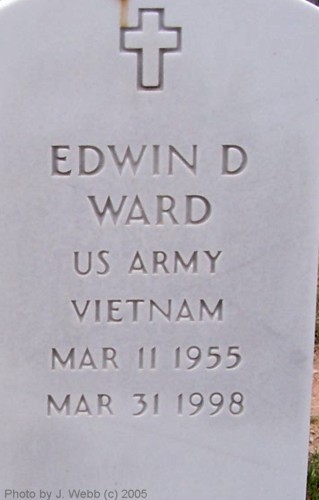 EDWIN D
WARD
US ARMY
VIETNAM
MAR 11 1955
MAR 31 1998
Photo by J. Webb (c) 2005